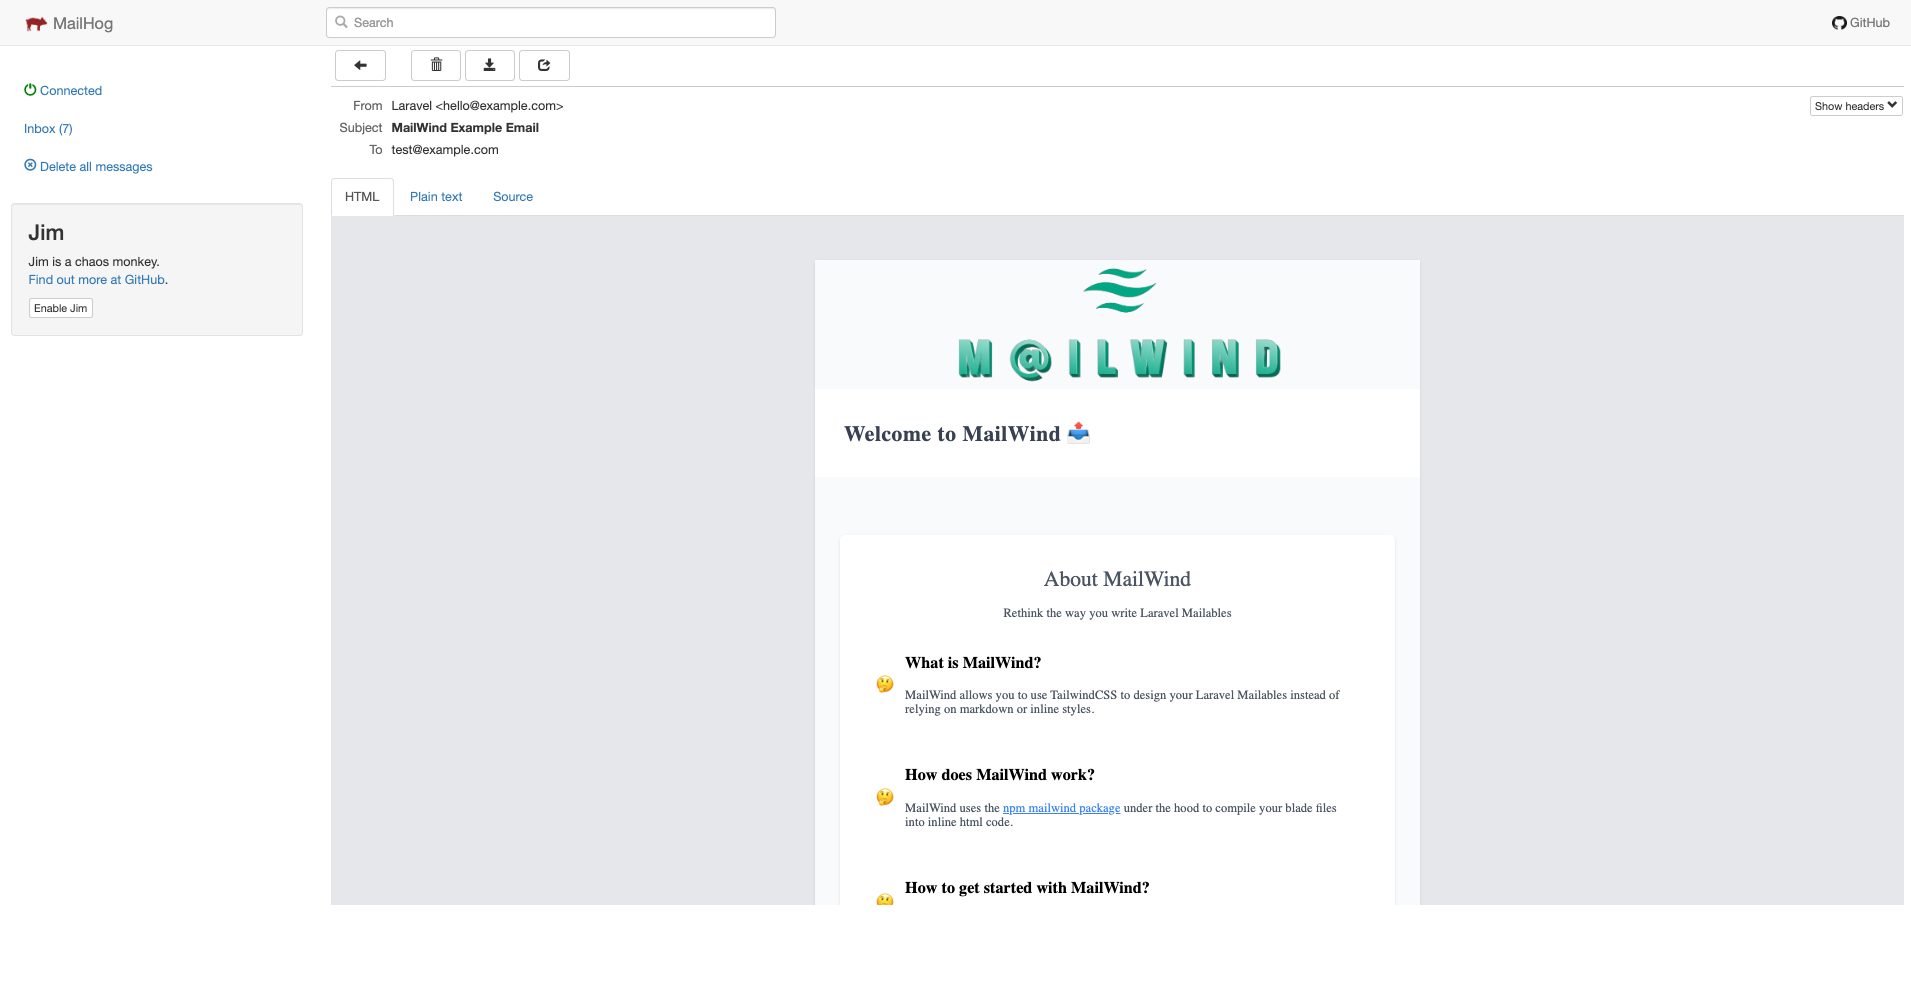 MailHog
Search
GitHub
Connected
Inbox (7)
Delete all messages
Jim
Jim is a chaos monkey.
Find out more at GitHub.
Enable Jim
From Laravel <hello@example.com>
Show headers
Subject MailWind Example Email
To test@example.com
HTML Plain text Source
M@ILWIND
Welcome to MailWind 📤
About MailWind
Rethink the way you write Laravel Mailables
What is MailWind?
🤔
MailWind allows you to use TailwindCSS to design your Laravel Mailables instead of
relying on markdown or inline styles.
How does MailWind work?
🤔
MailWind uses the npm mailwind package under the hood to compile your blade files
into inline html code.
How to get started with MailWind?
🤔